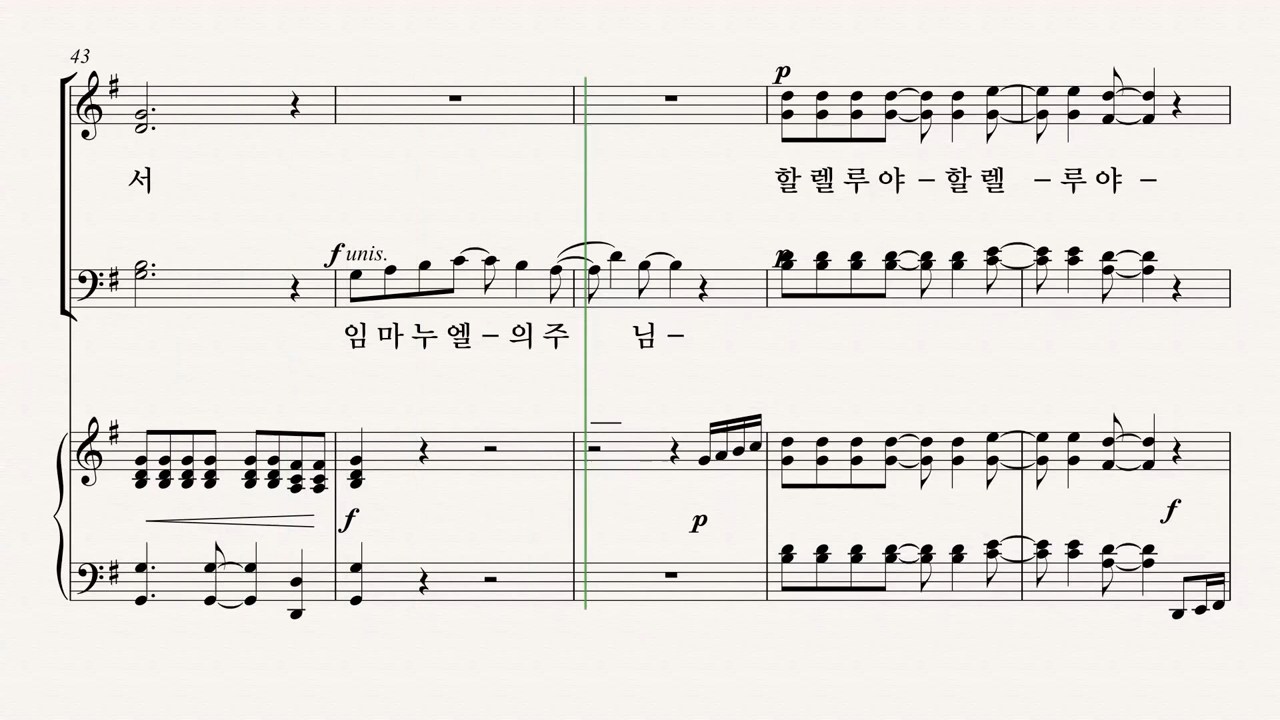 43
서
p
할 렐 루 야 – 할 렐 – 루 야 –
f unis.
p
임 마 누 엘 – 의 주 님 –
f
p
f